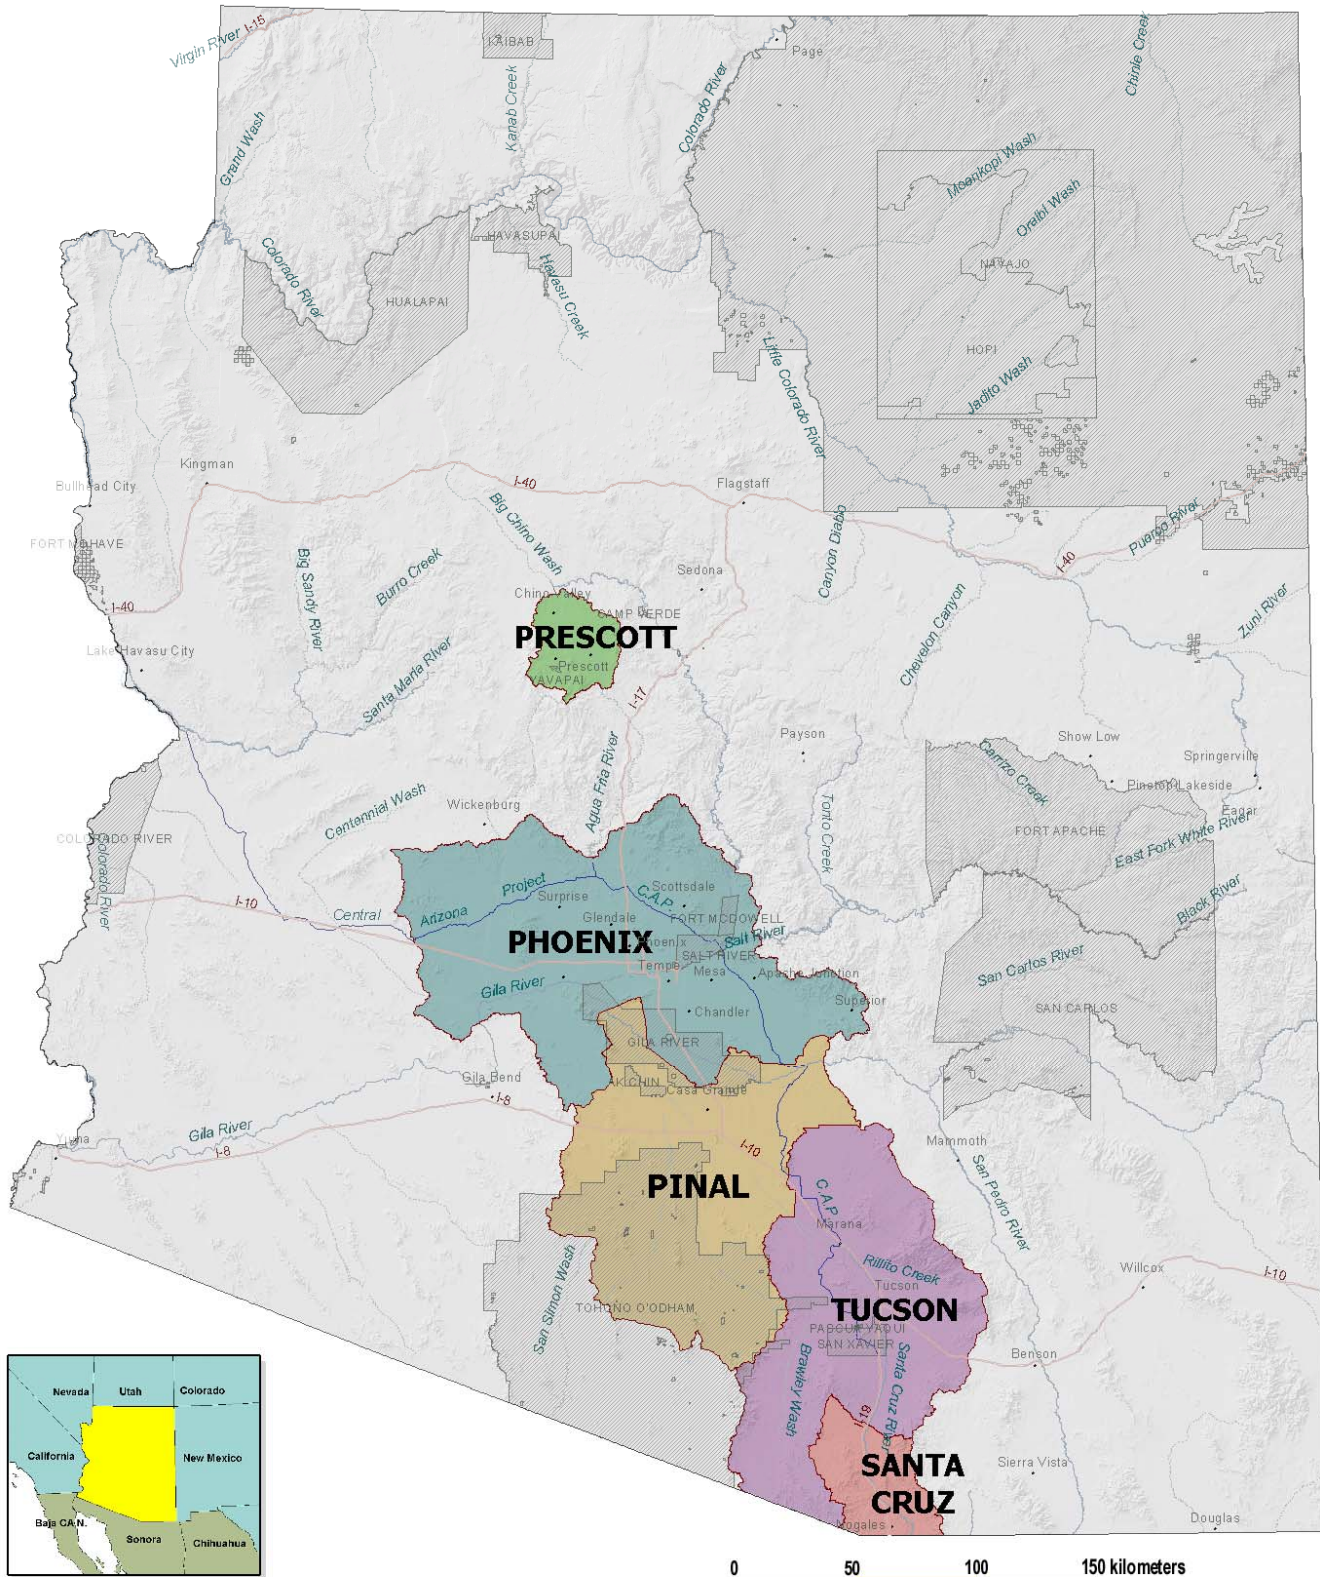 Virgin River
I-15
KAIBAB
Page
Chinle Creek
Kanab Creek
Colorado River
Grand Wash
Moenkopi Wash
Oraibi Wash
HAVASUPAI
Colorado River
Havasu Creek
NAVAJO
HUALAPAI
HOPI
Little Colorado River
Jadito Wash
Kingman
Bullhead City
I-40
Flagstaff
Big Chino Wash
Canyon Diablo
Puerco River
FORT MOHAVE
Big Sandy River
Burro Creek
Sedona
I-40
Chino Valley
CAMP VERDE
Chevelon Canyon
Zuni River
I-40
PRESCOTT
Lake Havasu City
Prescott
YAVAPAI
Santa Maria River
I-17
Payson
Show Low
Springerville
Agua Fria River
Carrizo Creek
Pinetop Lakeside
Eagar
Wickenburg
Centennial Wash
Tonto Creek
FORT APACHE
East Fork White River
COLORADO RIVER
Colorado River
Project
Scottsdale
C.A.P.
Black River
I-10
Central
Arizona
Surprise
Glendale
FORT MCDOWELL
PHOENIX
Phoenix
Salt River
SALT RIVER
Tempe
Mesa
Apache Junction
San Carlos River
Gila River
Superior
SAN CARLOS
Chandler
GILA RIVER
Gila Bend
AK CHIN
Casa Grande
I-8
Yuma
Gila River
I-8
I-10
Mammoth
San Pedro River
PINAL
C.A.P.
Marana
San Simon Wash
Rillito Creek
Tucson
Willcox
I-10
TOHONO O'ODHAM
TUCSON
PASCUA YAQUI
SAN XAVIER
Brawley Wash
Santa Cruz River
Benson
I-19
SANTA
CRUZ
Sierra Vista
Nogales
Douglas
Nevada
Utah
Colorado
California
New Mexico
Baja CA.N.
Sonora
Chihuahua
0 50 100 150 kilometers